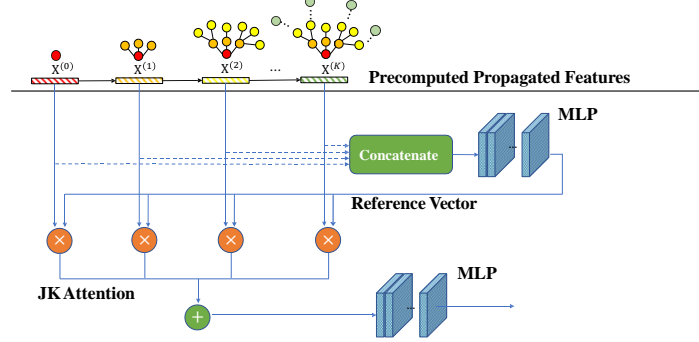 X^(0) X^(1) X^(2) ... X^(K)
Precomputed Propagated Features
MLP
Concatenate
...
Reference Vector
× × × ×
JK Attention
MLP
...
+